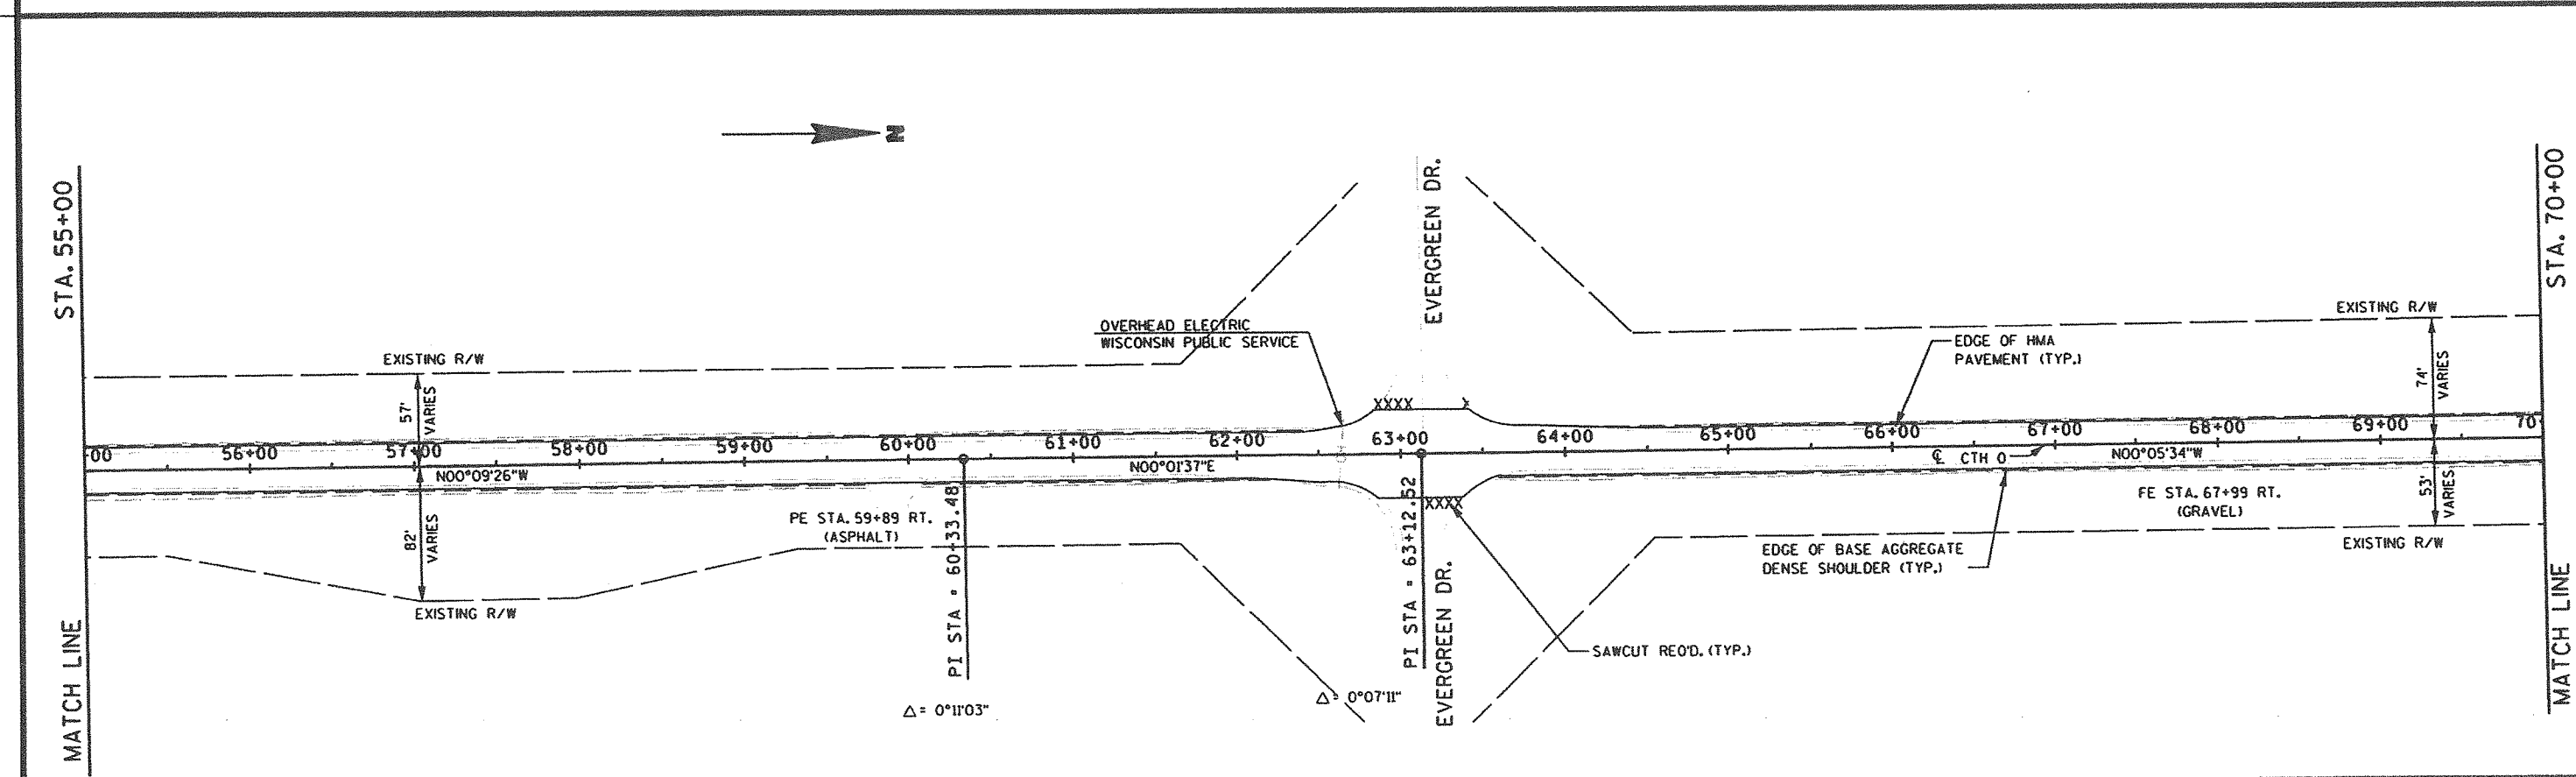 N
STA. 55+00
EVERGREEN DR.
STA. 70+00
EXISTING R/W
OVERHEAD ELECTRIC
WISCONSIN PUBLIC SERVICE
EDGE OF HMA
PAVEMENT (TYP.)
EXISTING R/W
57'
VARIES
74'
VARIES
XXXX
X
+00
56+00
57+00
58+00
59+00
60+00
61+00
62+00
63+00
64+00
65+00
66+00
67+00
68+00
69+00
70+
N00°09'26"W
N00°01'37"E
℄ CTH O
N00°05'34"W
82'
VARIES
PE STA. 59+89 RT.
(ASPHALT)
PI STA = 60+33.48
PI STA = 63+12.52
XXXX
FE STA. 67+99 RT.
(GRAVEL)
53'
VARIES
EXISTING R/W
EDGE OF BASE AGGREGATE
DENSE SHOULDER (TYP.)
EXISTING R/W
SAWCUT REQ'D. (TYP.)
MATCH LINE
Δ= 0°11'03"
Δ= 0°07'11"
EVERGREEN DR.
MATCH LINE